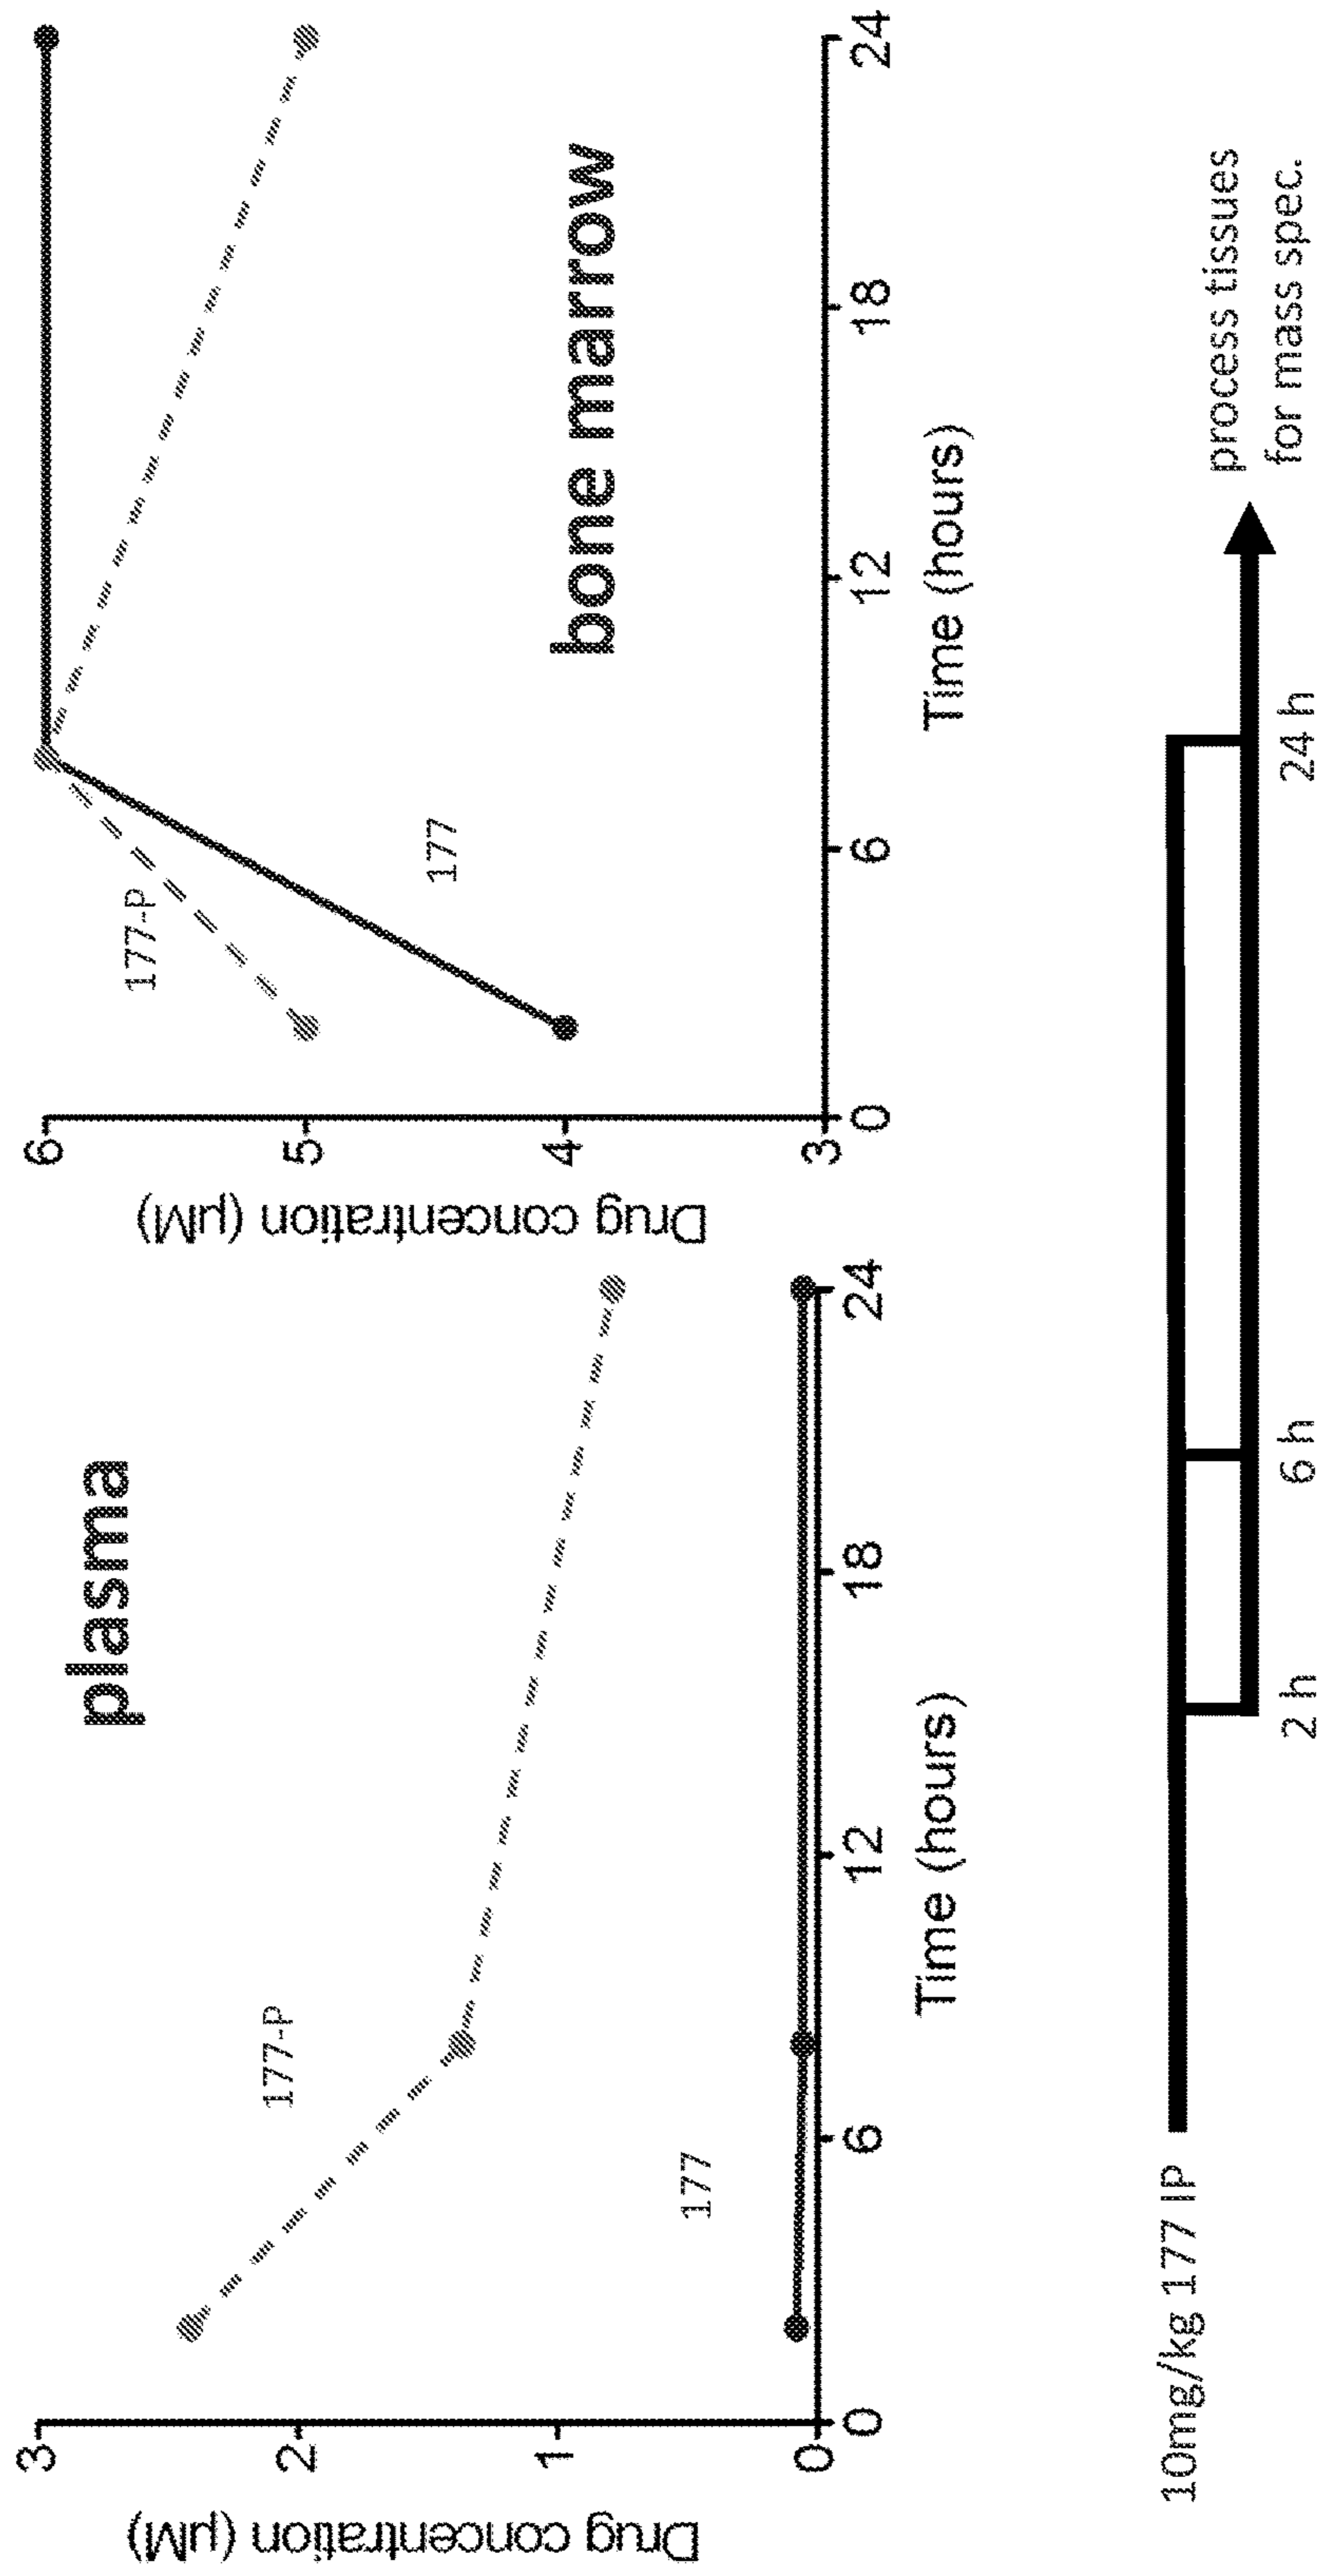 plasma
Drug concentration (µM)
3
2
1
0
177-P
177
0
6
12
18
24
Time (hours)
bone marrow
Drug concentration (µM)
6
5
4
3
177-P
177
0
6
12
18
24
Time (hours)
10mg/kg 177 IP
2 h
6 h
24 h
process tissues
for mass spec.